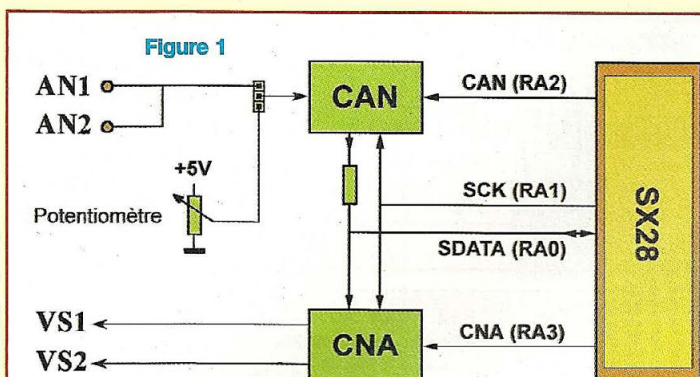 Figure 1
AN1
AN2
+5V
Potentiomètre
CAN
CAN (RA2)
SCK (RA1)
SDATA (RA0)
SX28
VS1
VS2
CNA
CNA (RA3)